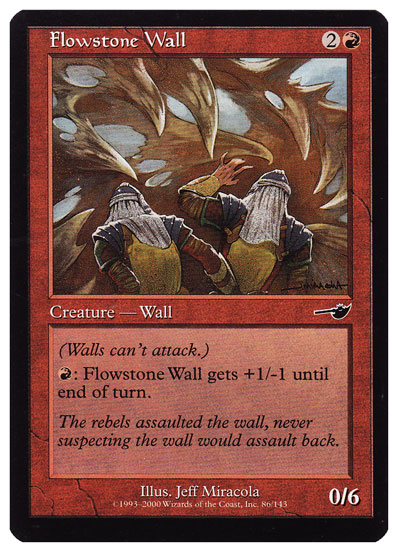 Flowstone Wall 2
Creature — Wall
(Walls can't attack.)
: Flowstone Wall gets +1/-1 until
end of turn.
The rebels assaulted the wall, never
suspecting the wall would assault back.
Illus. Jeff Miracola
©1993–2000 Wizards of the Coast, Inc. 86/143
0/6